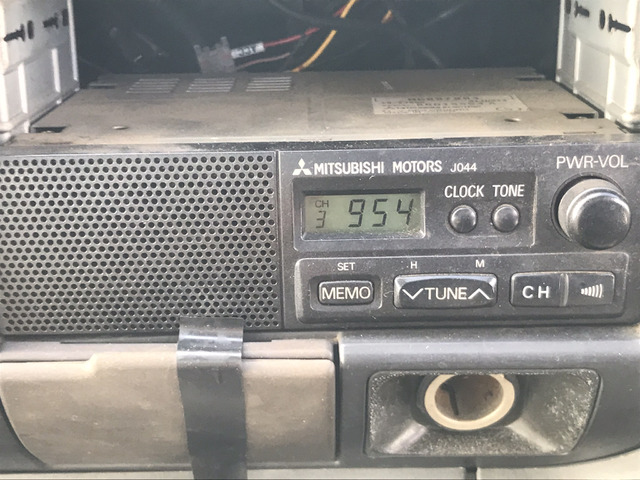 MITSUBISHI MOTORS J044
PWR-VOL
CLOCK TONE
CH
3 954
SET
H M
MEMO
TUNE
CH